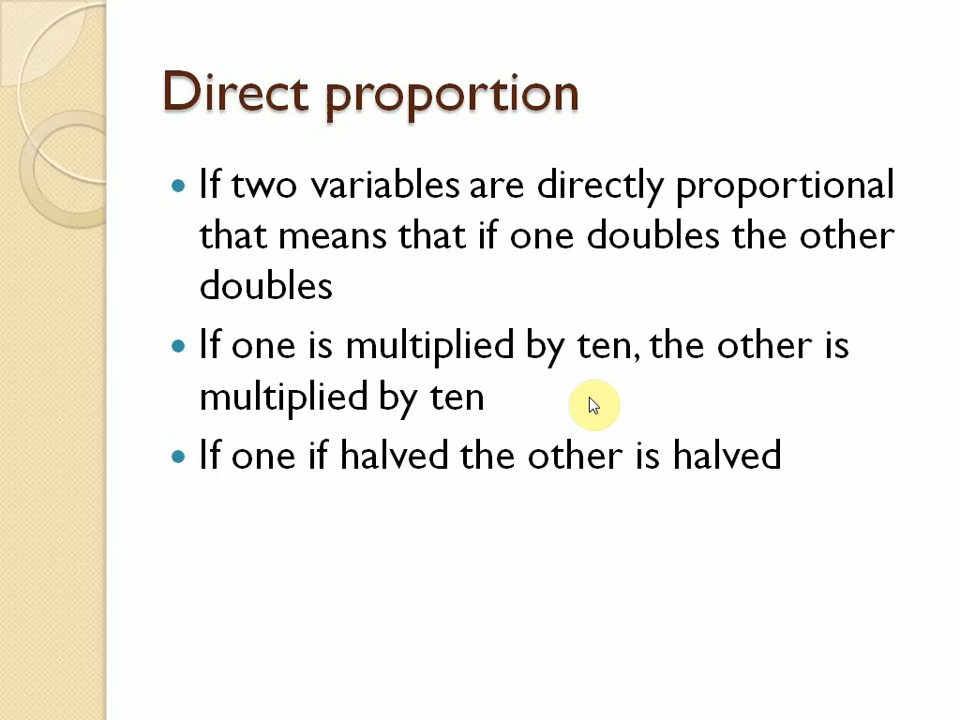 Direct proportion
• If two variables are directly proportional
that means that if one doubles the other
doubles
• If one is multiplied by ten, the other is
multiplied by ten
• If one if halved the other is halved